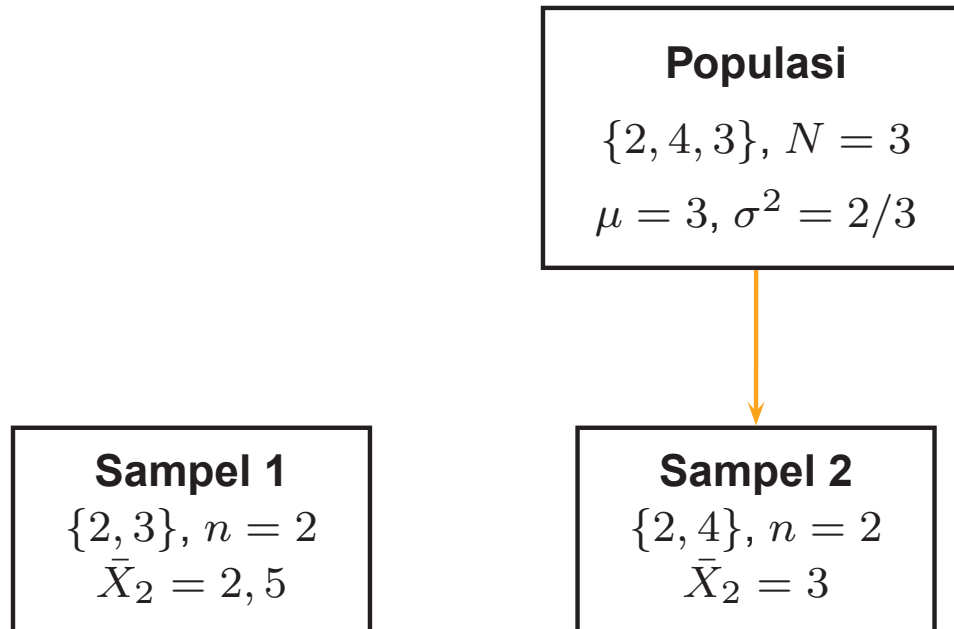 Populasi
{2, 4, 3}, N = 3
μ = 3, σ² = 2/3
Sampel 1
{2, 3}, n = 2
X̄₂ = 2, 5
Sampel 2
{2, 4}, n = 2
X̄₂ = 3